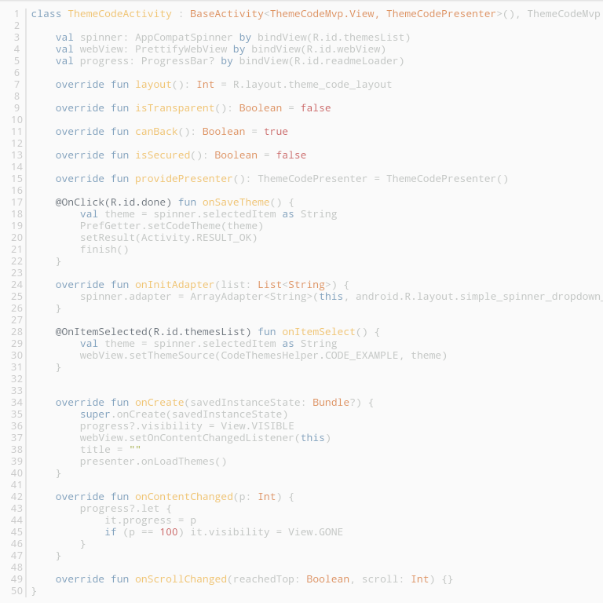 1 class ThemeCodeActivity : BaseActivity<ThemeCodeMvp.View, ThemeCodePresenter>(), ThemeCodeMvp
2
3     val spinner: AppCompatSpinner by bindView(R.id.themesList)
4     val webView: PrettifyWebView by bindView(R.id.webView)
5     val progress: ProgressBar? by bindView(R.id.readmeLoader)
6
7     override fun layout(): Int = R.layout.theme_code_layout
8
9     override fun isTransparent(): Boolean = false
10
11     override fun canBack(): Boolean = true
12
13     override fun isSecured(): Boolean = false
14
15     override fun providePresenter(): ThemeCodePresenter = ThemeCodePresenter()
16
17     @OnClick(R.id.done) fun onSaveTheme() {
18         val theme = spinner.selectedItem as String
19         PrefGetter.setCodeTheme(theme)
20         setResult(Activity.RESULT_OK)
21         finish()
22     }
23
24     override fun onInitAdapter(list: List<String>) {
25         spinner.adapter = ArrayAdapter<String>(this, android.R.layout.simple_spinner_dropdown_
26     }
27
28     @OnItemSelected(R.id.themesList) fun onItemSelect() {
29         val theme = spinner.selectedItem as String
30         webView.setThemeSource(CodeThemesHelper.CODE_EXAMPLE, theme)
31     }
32
33
34     override fun onCreate(savedInstanceState: Bundle?) {
35         super.onCreate(savedInstanceState)
36         progress?.visibility = View.VISIBLE
37         webView.setOnContentChangedListener(this)
38         title = ""
39         presenter.onLoadThemes()
40     }
41
42     override fun onContentChanged(p: Int) {
43         progress?.let {
44             it.progress = p
45             if (p == 100) it.visibility = View.GONE
46         }
47     }
48
49     override fun onScrollChanged(reachedTop: Boolean, scroll: Int) {}
50 }